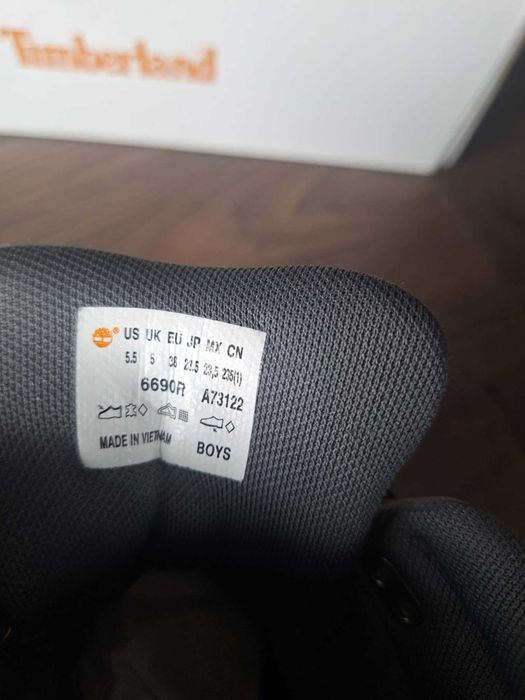 Timberland
US UK EU JP MX CN
5.5 5 38 23.5 23,5 235(1)
6690R A73122
MADE IN VIETNAM BOYS